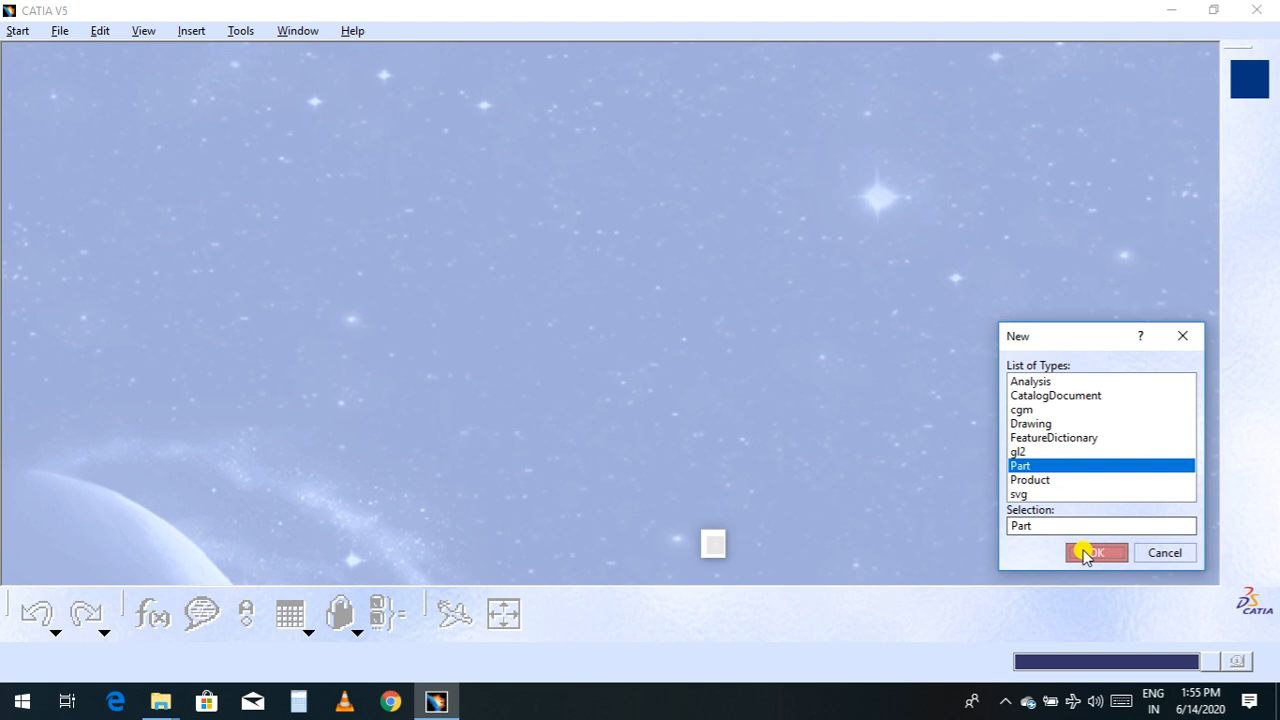 CATIA V5
Start File Edit View Insert Tools Window Help
New ?
List of Types:
Analysis
CatalogDocument
cgm
Drawing
FeatureDictionary
gl2
Part
Product
svg
Selection:
Part
OK Cancel
f(x)
CATIA
ENG 1:55 PM
IN 6/14/2020